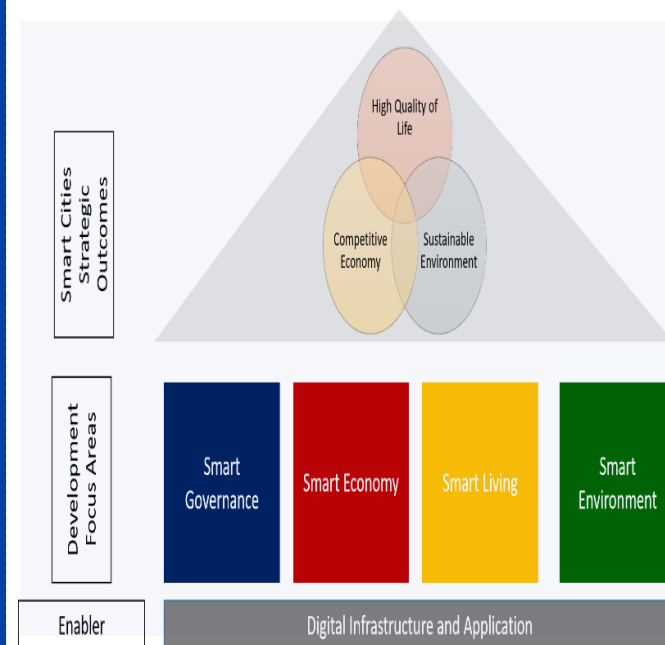 Smart Cities
Strategic
Outcomes
High Quality of
Life
Competitive
Economy
Sustainable
Environment
Development
Focus Areas
Smart
Governance
Smart Economy
Smart Living
Smart
Environment
Enabler
Digital Infrastructure and Application